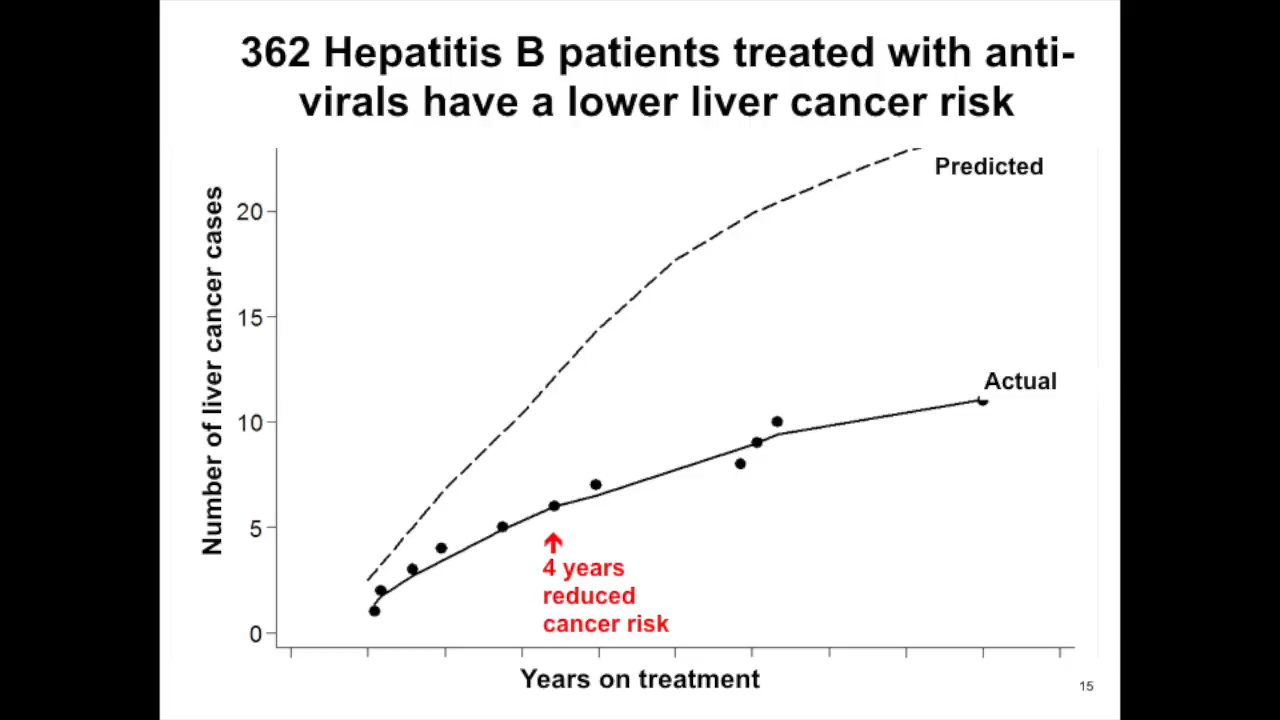 362 Hepatitis B patients treated with anti-
virals have a lower liver cancer risk
Number of liver cancer cases
20
15
10
5
0
Predicted
Actual
4 years
reduced
cancer risk
Years on treatment
15